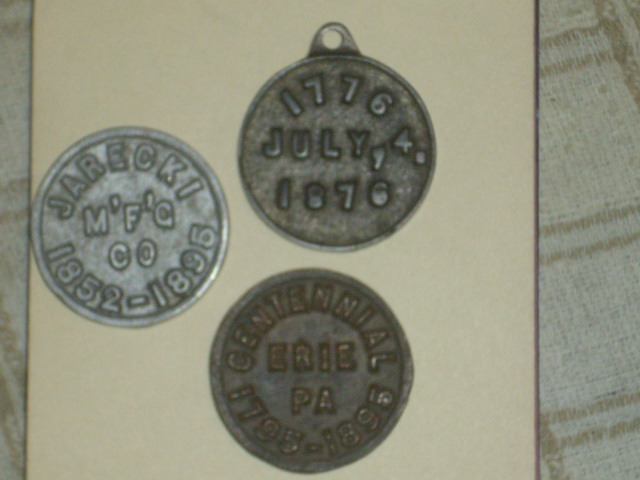 1776
JULY, 4.
1876
JARECKI
M'F'G
CO
1852-1895
CENTENNIAL
ERIE
PA
1795-1895